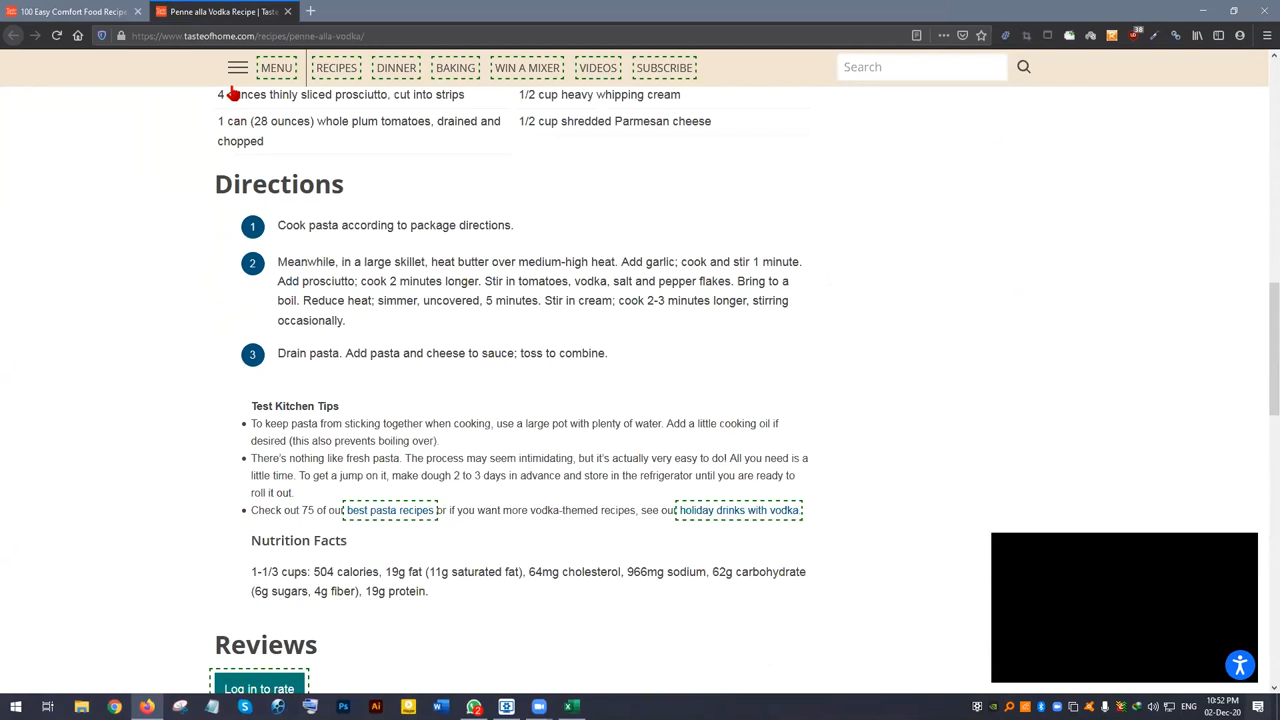 100 Easy Comfort Food Recipe
Penne alla Vodka Recipe | Taste
https://www.tasteofhome.com/recipes/penne-alla-vodka/
38
MENU
RECIPES
DINNER
BAKING
WIN A MIXER
VIDEOS
SUBSCRIBE
Search
4 ounces thinly sliced prosciutto, cut into strips
1/2 cup heavy whipping cream
1 can (28 ounces) whole plum tomatoes, drained and
chopped
1/2 cup shredded Parmesan cheese
Directions
1
Cook pasta according to package directions.
2
Meanwhile, in a large skillet, heat butter over medium-high heat. Add garlic; cook and stir 1 minute.
Add prosciutto; cook 2 minutes longer. Stir in tomatoes, vodka, salt and pepper flakes. Bring to a
boil. Reduce heat; simmer, uncovered, 5 minutes. Stir in cream; cook 2-3 minutes longer, stirring
occasionally.
3
Drain pasta. Add pasta and cheese to sauce; toss to combine.
Test Kitchen Tips
To keep pasta from sticking together when cooking, use a large pot with plenty of water. Add a little cooking oil if
desired (this also prevents boiling over).
There's nothing like fresh pasta. The process may seem intimidating, but it's actually very easy to do! All you need is a
little time. To get a jump on it, make dough 2 to 3 days in advance and store in the refrigerator until you are ready to
roll it out.
Check out 75 of our best pasta recipes or if you want more vodka-themed recipes, see our holiday drinks with vodka.
Nutrition Facts
1-1/3 cups: 504 calories, 19g fat (11g saturated fat), 64mg cholesterol, 966mg sodium, 62g carbohydrate
(6g sugars, 4g fiber), 19g protein.
Reviews
Log in to rate
10:52 PM
02-Dec-20